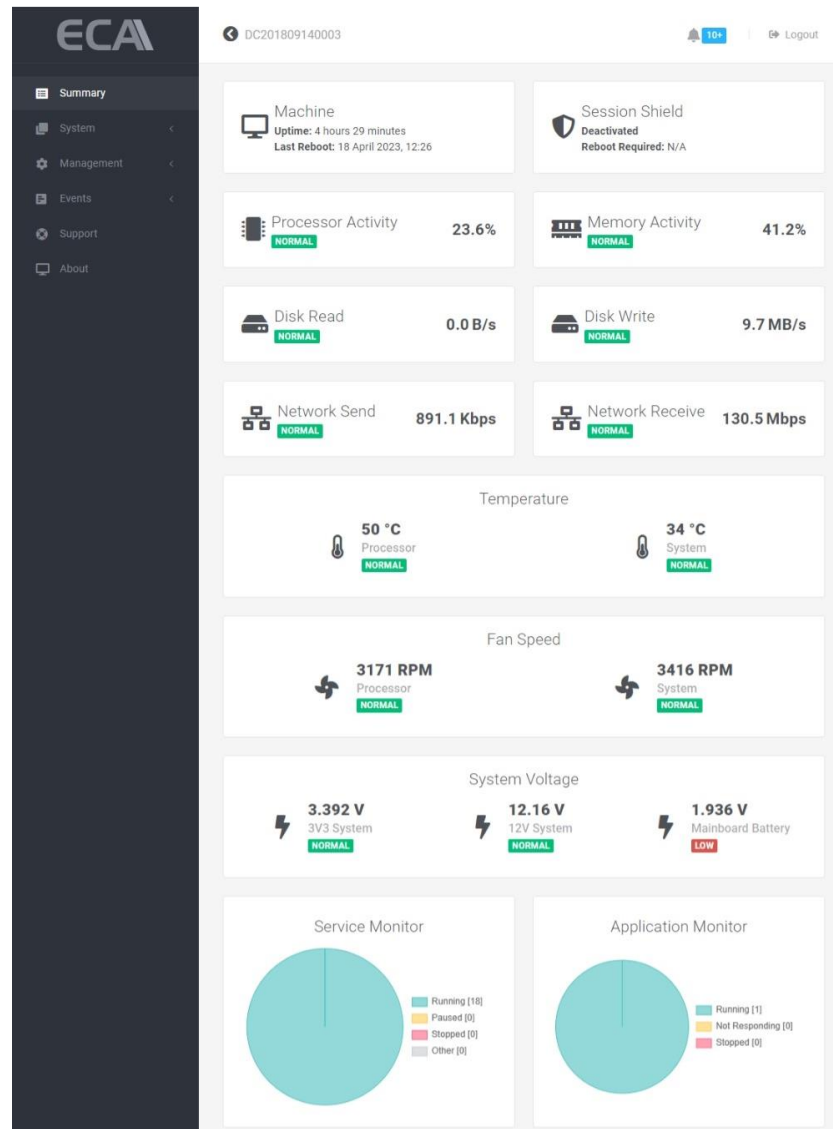 ECA
DC201809140003
10+
Logout
Summary
System
Management
Events
Support
About
Machine
Uptime: 4 hours 29 minutes
Last Reboot: 18 April 2023, 12:26
Session Shield
Deactivated
Reboot Required: N/A
Processor Activity
NORMAL
23.6%
Memory Activity
NORMAL
41.2%
Disk Read
NORMAL
0.0 B/s
Disk Write
NORMAL
9.7 MB/s
Network Send
NORMAL
891.1 Kbps
Network Receive
NORMAL
130.5 Mbps
Temperature
50 °C
Processor
NORMAL
34 °C
System
NORMAL
Fan Speed
3171 RPM
Processor
NORMAL
3416 RPM
System
NORMAL
System Voltage
3.392 V
3V3 System
NORMAL
12.16 V
12V System
NORMAL
1.936 V
Mainboard Battery
LOW
Service Monitor
Running [18]
Paused [0]
Stopped [0]
Other [0]
Application Monitor
Running [1]
Not Responding [0]
Stopped [0]